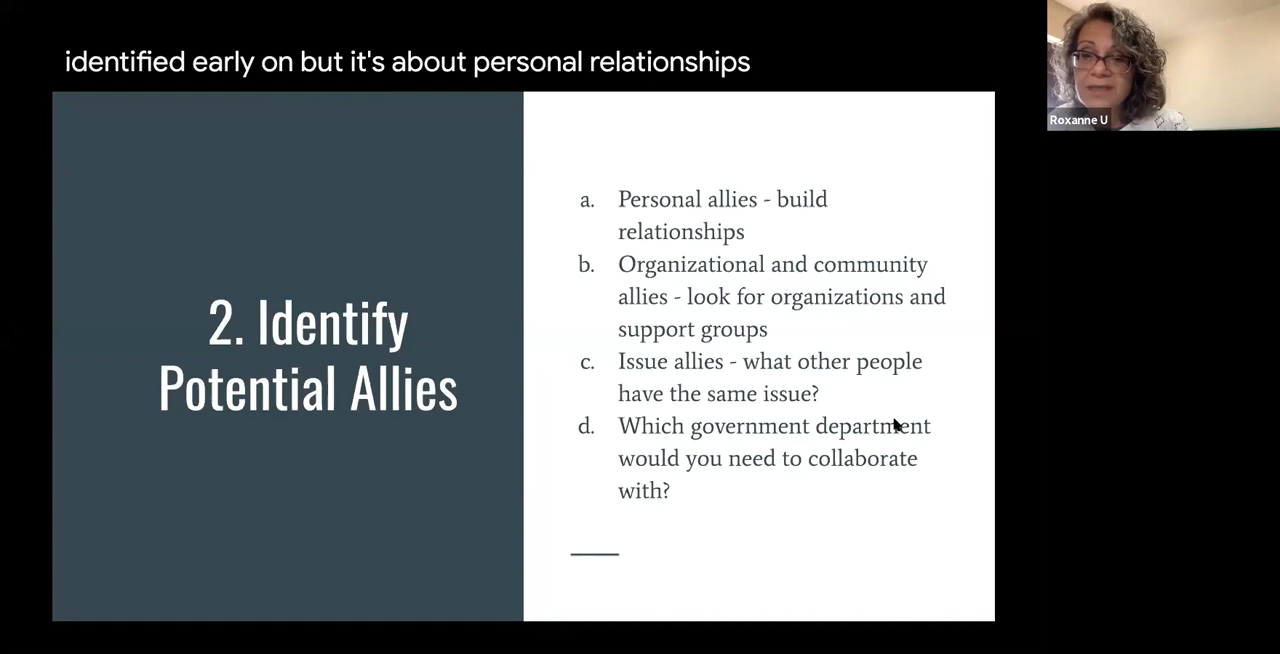 identified early on but it's about personal relationships
Roxanne U
2. Identify
Potential Allies
a. Personal allies - build
relationships
b. Organizational and community
allies - look for organizations and
support groups
c. Issue allies - what other people
have the same issue?
d. Which government department
would you need to collaborate
with?